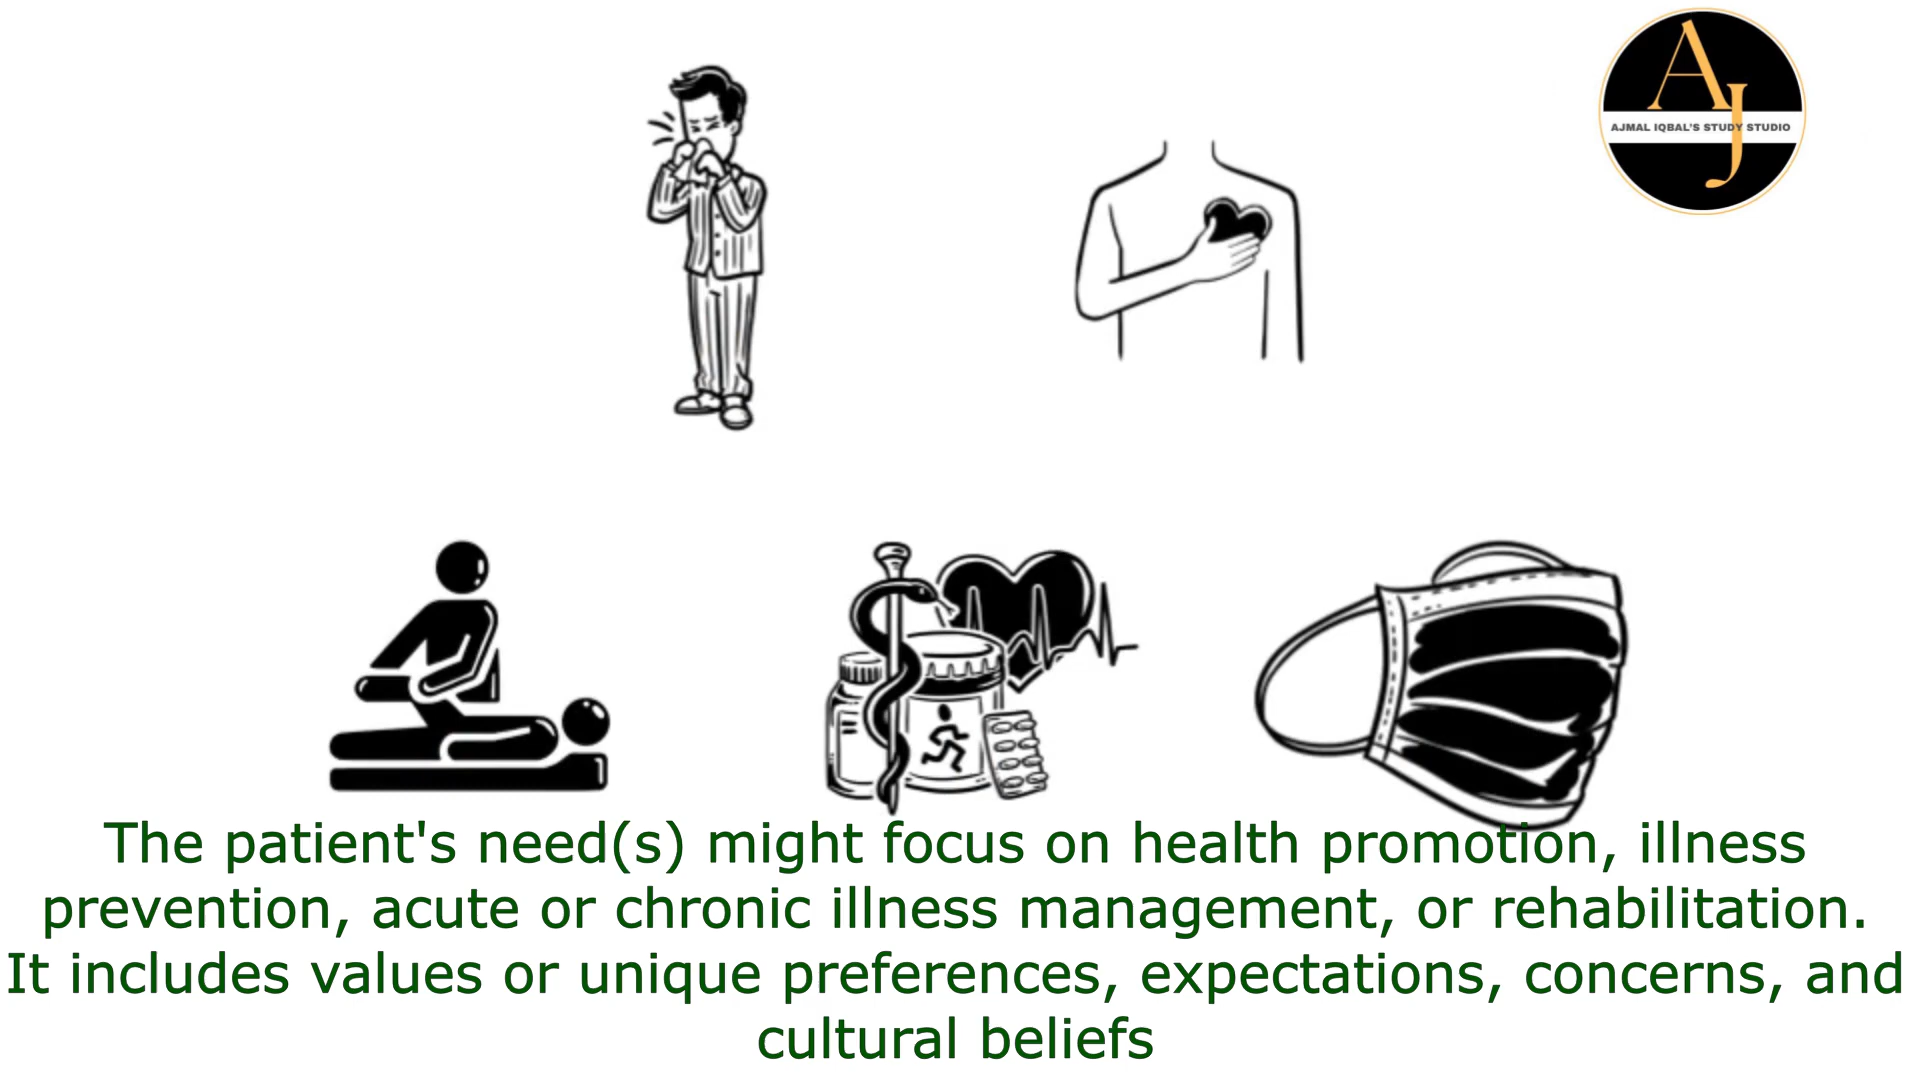 AJ
AJMAL IQBAL'S STUDY STUDIO
The patient's need(s) might focus on health promotion, illness
prevention, acute or chronic illness management, or rehabilitation.
It includes values or unique preferences, expectations, concerns, and
cultural beliefs